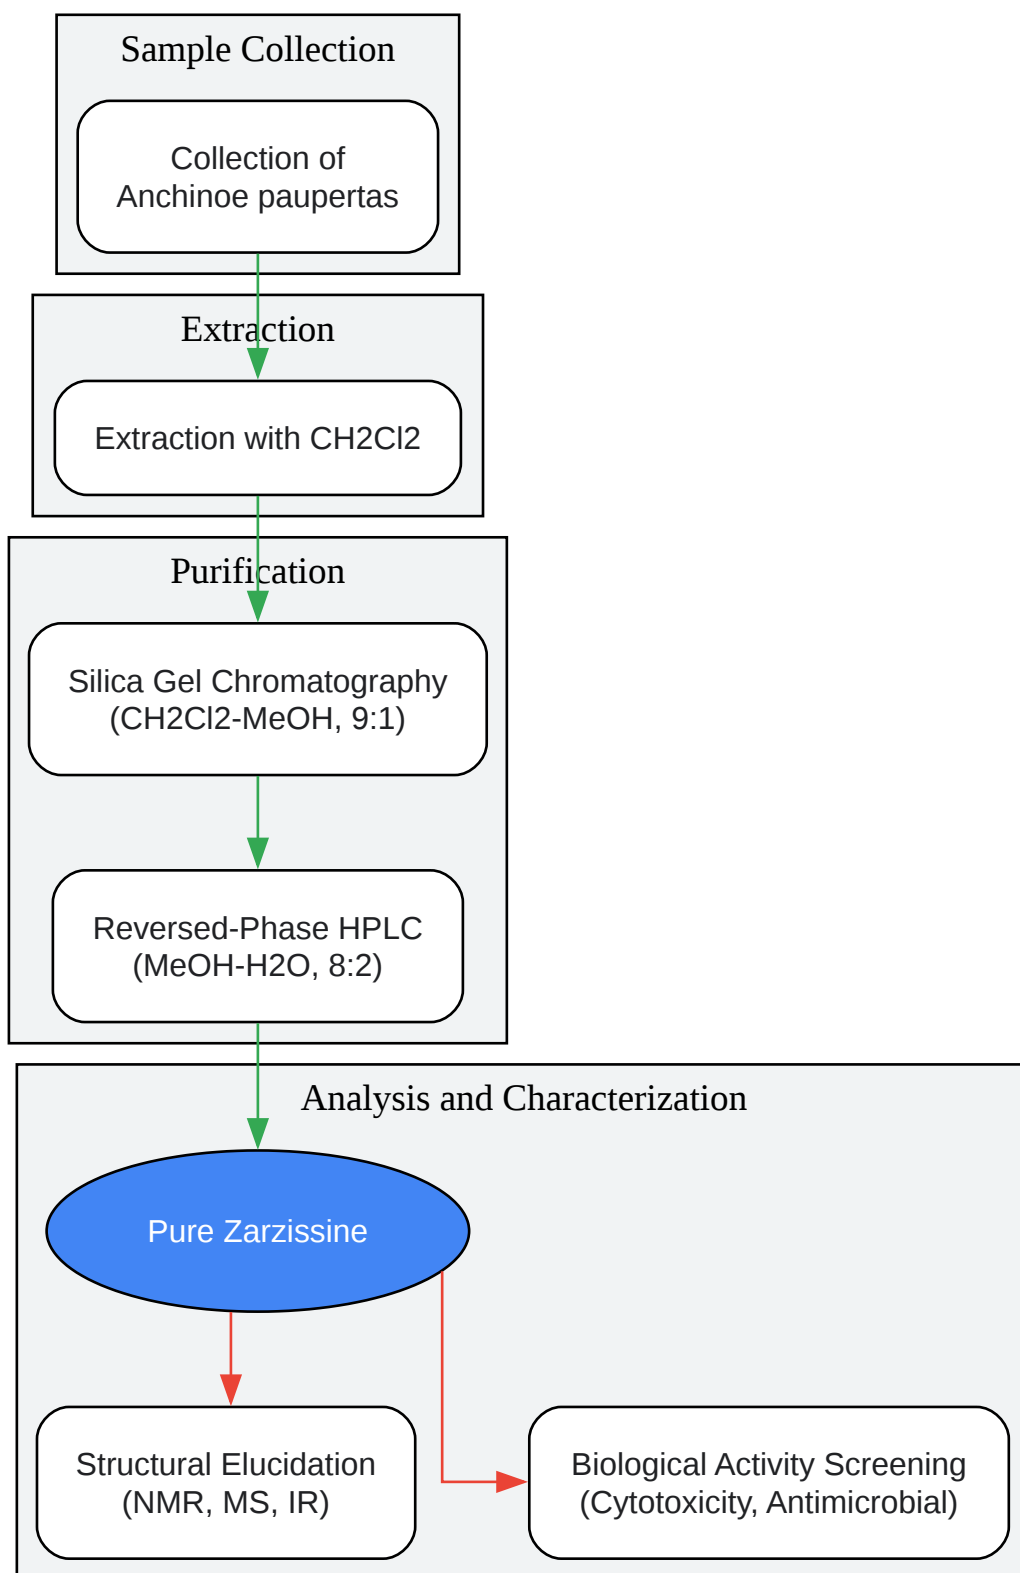 Sample Collection
Collection of
Anchinoe paupertas
Extraction
Extraction with CH2Cl2
Purification
Silica Gel Chromatography
(CH2Cl2-MeOH, 9:1)
Reversed-Phase HPLC
(MeOH-H2O, 8:2)
Analysis and Characterization
Pure Zarzissine
Structural Elucidation
(NMR, MS, IR)
Biological Activity Screening
(Cytotoxicity, Antimicrobial)